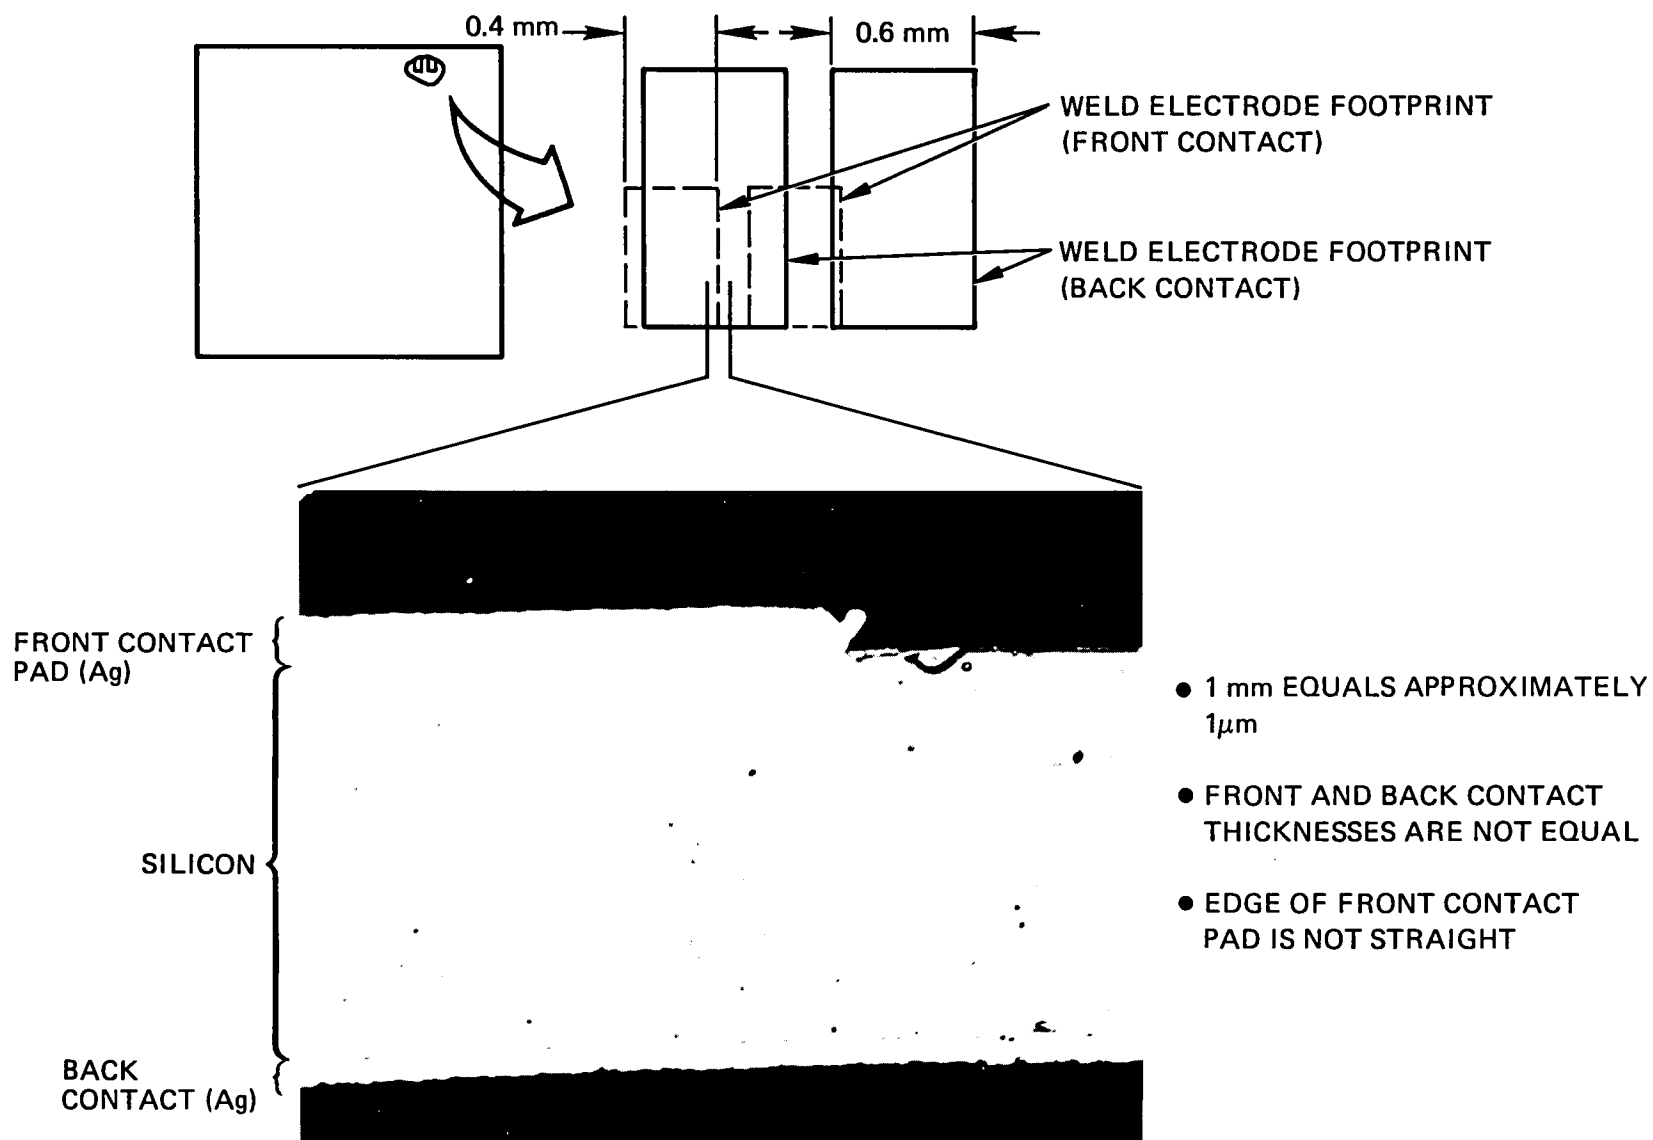 0.4 mm
0.6 mm
WELD ELECTRODE FOOTPRINT
(FRONT CONTACT)
WELD ELECTRODE FOOTPRINT
(BACK CONTACT)
FRONT CONTACT
PAD (Ag)
SILICON
BACK
CONTACT (Ag)
● 1 mm EQUALS APPROXIMATELY
1μm
● FRONT AND BACK CONTACT
THICKNESSES ARE NOT EQUAL
● EDGE OF FRONT CONTACT
PAD IS NOT STRAIGHT